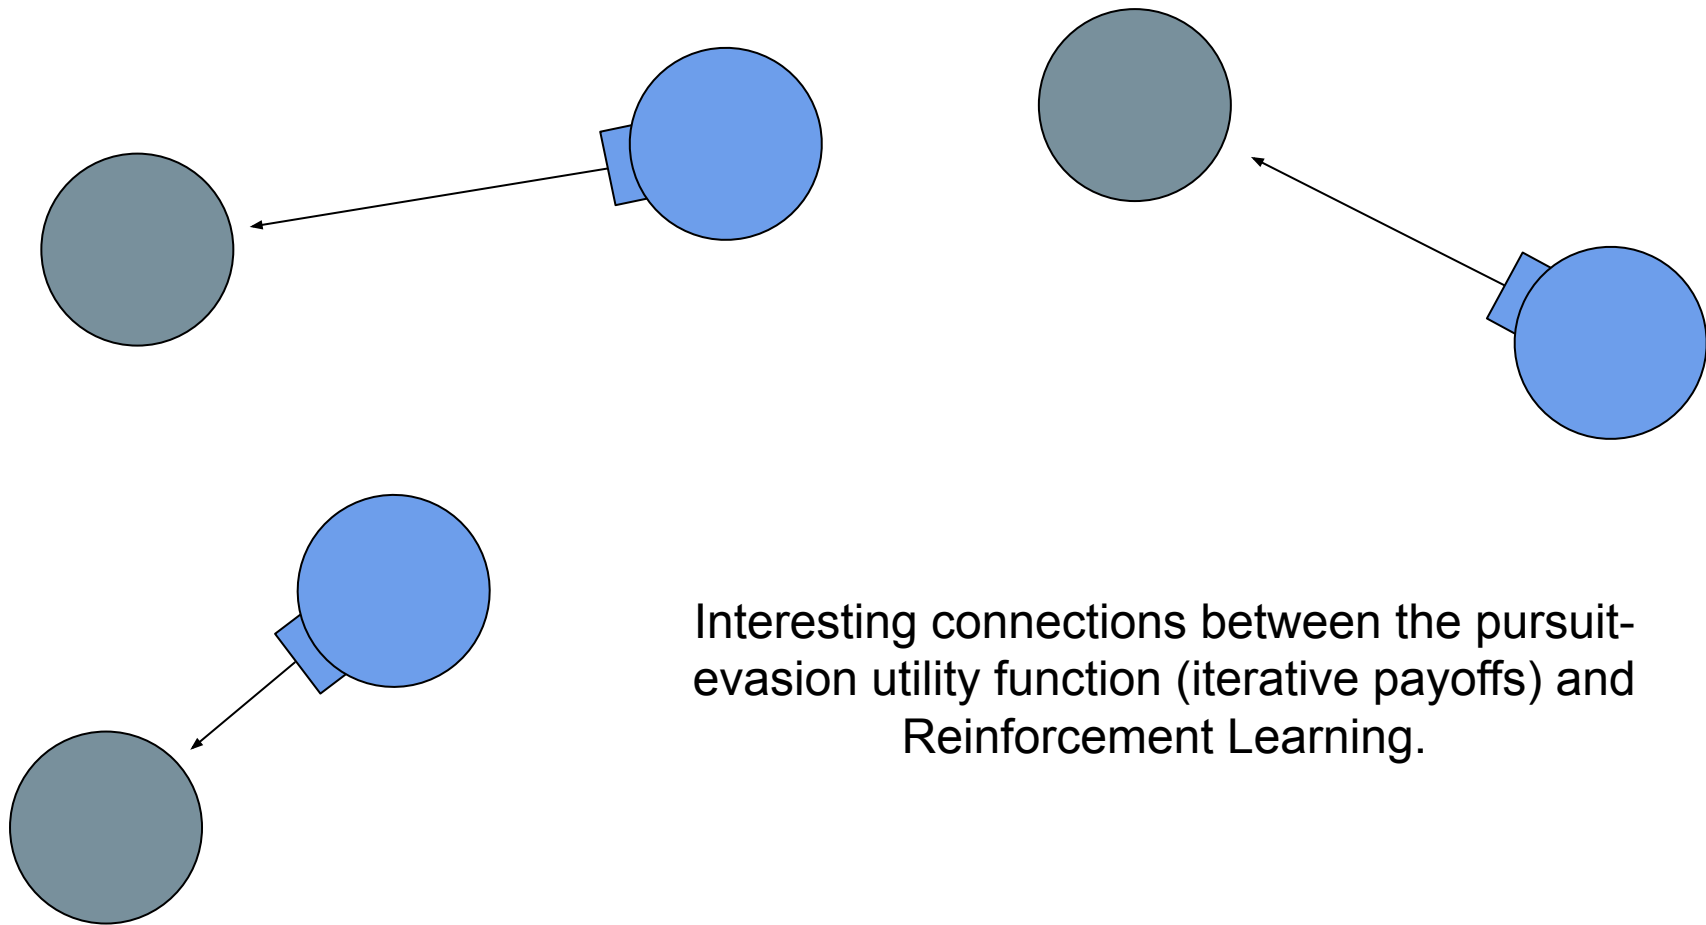 Interesting connections between the pursuit-
evasion utility function (iterative payoffs) and
Reinforcement Learning.